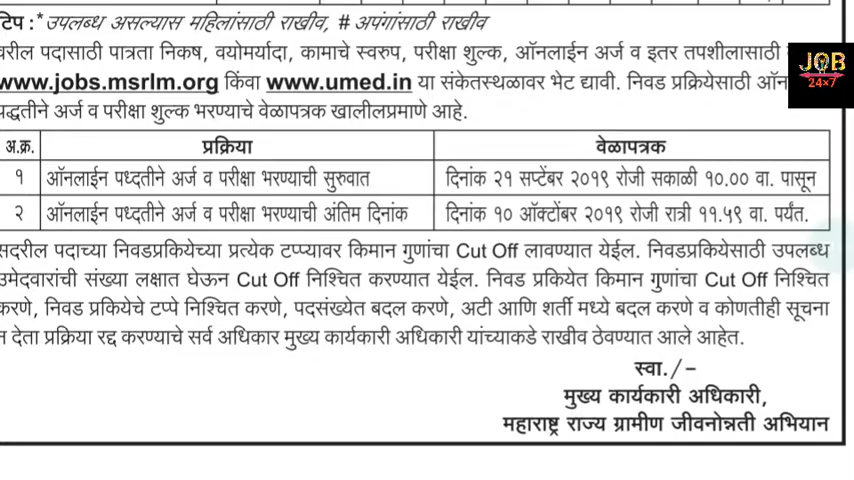 टिप : * उपलब्ध असल्यास महिलांसाठी राखीव, # अपंगांसाठी राखीव
वरील पदासाठी पात्रता निकष, वयोमर्यादा, कामाचे स्वरुप, परीक्षा शुल्क, ऑनलाईन अर्ज व इतर तपशीलासाठी
JOB
24×7
www.jobs.msrlm.org किंवा www.umed.in या संकेतस्थळावर भेट द्यावी. निवड प्रक्रियेसाठी
पद्धतीने अर्ज व परीक्षा शुल्क भरण्याचे वेळापत्रक खालीलप्रमाणे आहे.
अ.क्र. प्रक्रिया वेळापत्रक
१ ऑनलाईन पध्दतीने अर्ज व परीक्षा भरण्याची सुरुवात दिनांक २१ सप्टेंबर २०१९ रोजी सकाळी १०.०० वा. पासून
२ ऑनलाईन पध्दतीने अर्ज व परीक्षा भरण्याची अंतिम दिनांक दिनांक १० ऑक्टोंबर २०१९ रोजी रात्री ११.५९ वा. पर्यंत.
सदरील पदाच्या निवडप्रकियेच्या प्रत्येक टप्प्यावर किमान गुणांचा Cut Off लावण्यात येईल. निवडप्रकियेसाठी उपलब्ध
उमेदवारांची संख्या लक्षात घेऊन Cut Off निश्चित करण्यात येईल. निवड प्रकियेत किमान गुणांचा Cut Off निश्चित
करणे, निवड प्रकियेचे टप्पे निश्चित करणे, पदसंख्येत बदल करणे, अटी आणि शर्ती मध्ये बदल करणे व कोणतीही सूचना
न देता प्रक्रिया रद्द करण्याचे सर्व अधिकार मुख्य कार्यकारी अधिकारी यांच्याकडे राखीव ठेवण्यात आले आहेत.
स्वा./–
मुख्य कार्यकारी अधिकारी,
महाराष्ट्र राज्य ग्रामीण जीवनोन्नती अभियान